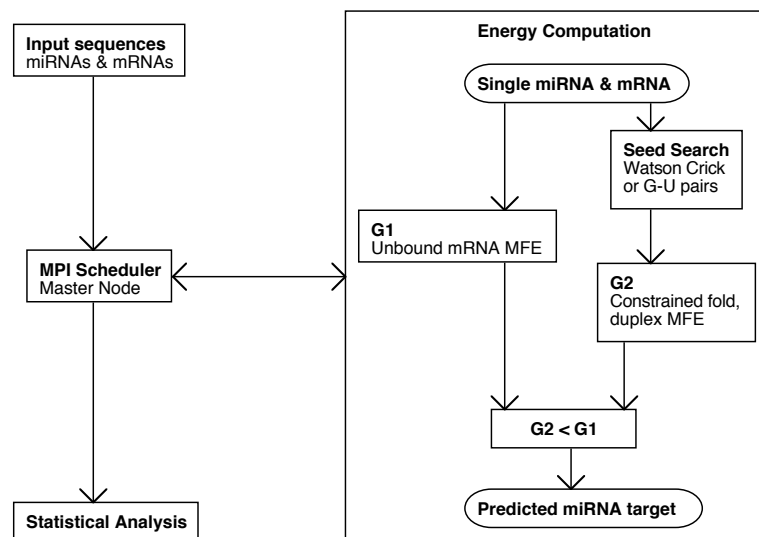 Input sequences
miRNAs & mRNAs
MPI Scheduler
Master Node
Statistical Analysis
Energy Computation
Single miRNA & mRNA
Seed Search
Watson Crick
or G-U pairs
G1
Unbound mRNA MFE
G2
Constrained fold,
duplex MFE
G2 < G1
Predicted miRNA target